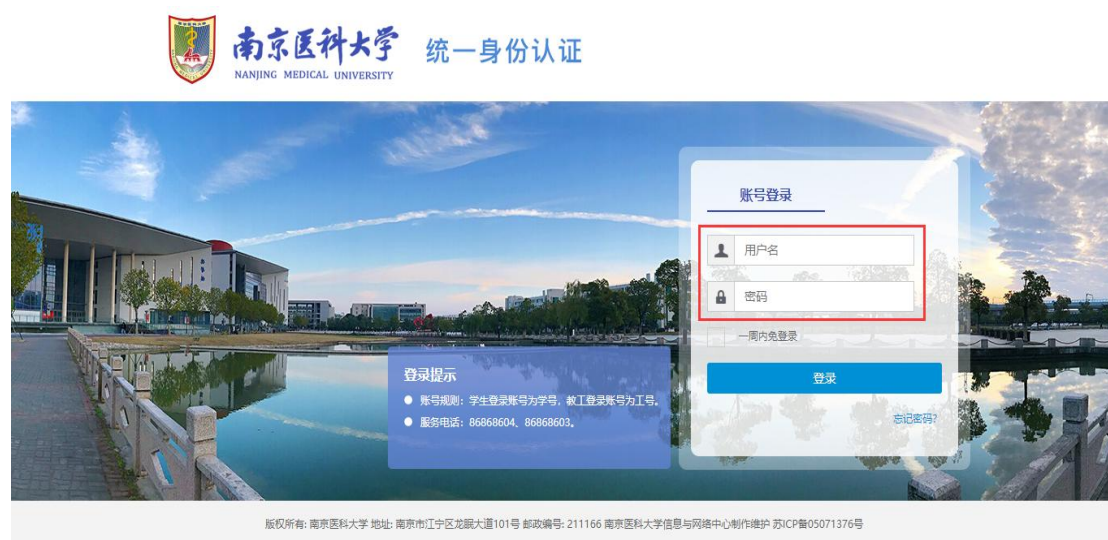 南京医科大学
NANJING MEDICAL UNIVERSITY
统一身份认证
账号登录
用户名
密码
一周内免登录
登录
忘记密码?
登录提示
账号规则: 学生登录账号为学号, 教工登录账号为工号。
服务电话: 86868604, 86868603。
版权所有: 南京医科大学 地址: 南京市江宁区龙眠大道101号 邮政编号: 211166 南京医科大学信息与网络中心制作维护 苏ICP备05071376号